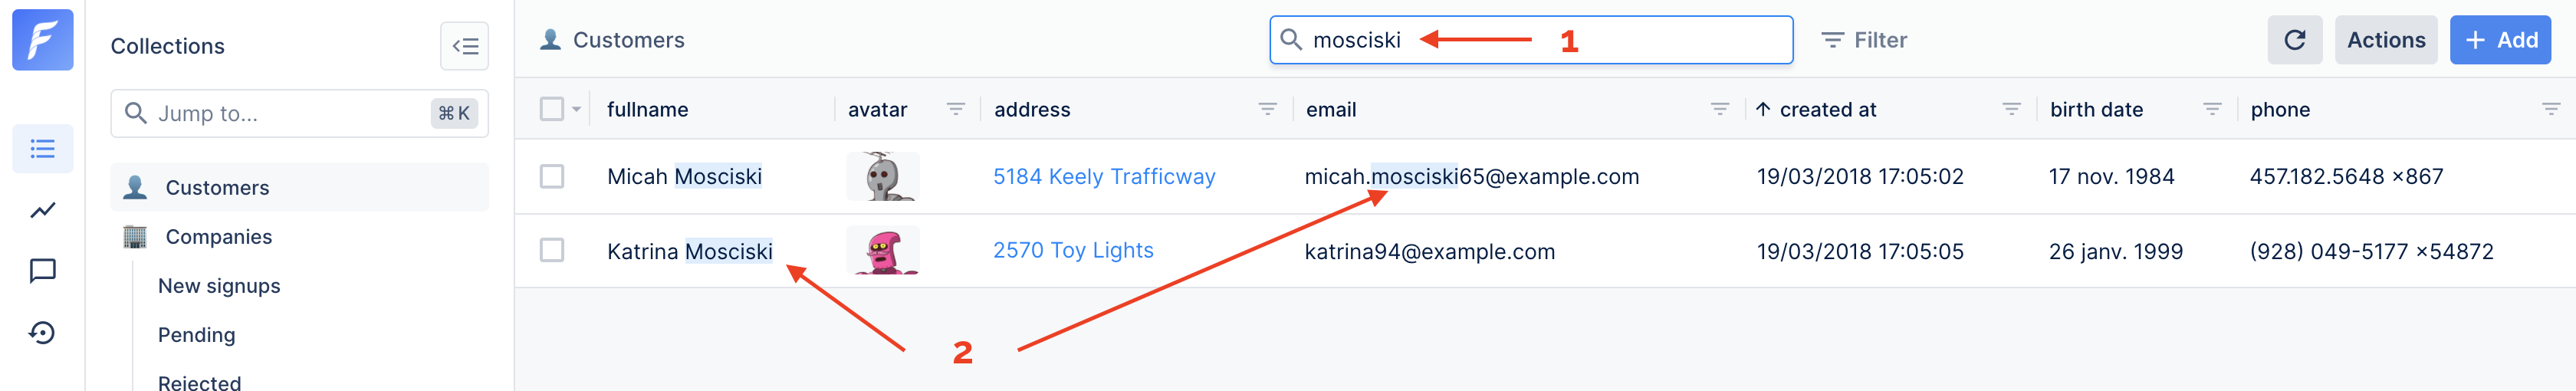 Collections
Jump to...
⌘ K
Customers
Companies
New signups
Pending
Rejected
Customers
mosciski
1
Filter
Actions
+ Add
fullname avatar address email ↑ created at birth date phone
Micah Mosciski 5184 Keely Trafficway micah.mosciski65@example.com 19/03/2018 17:05:02 17 nov. 1984 457.182.5648 x867
Katrina Mosciski 2570 Toy Lights katrina94@example.com 19/03/2018 17:05:05 26 janv. 1999 (928) 049-5177 x54872
2